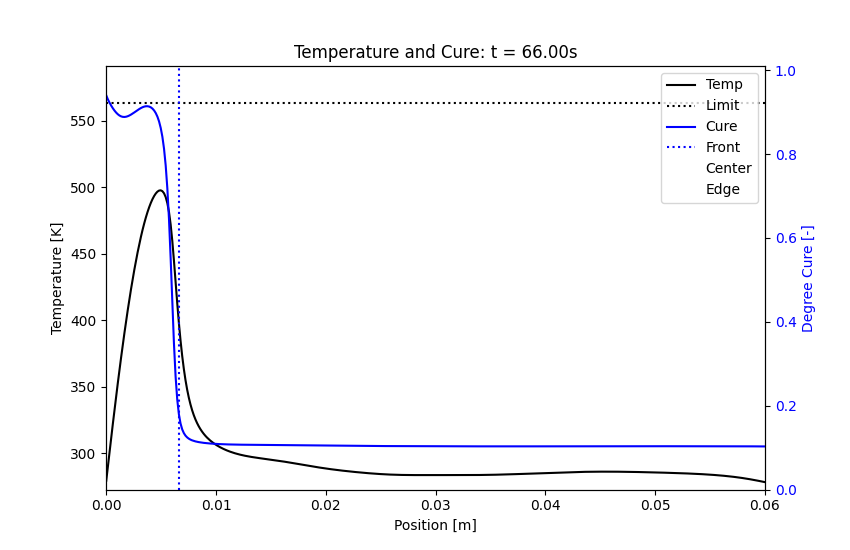 Temperature and Cure: t = 66.00s
Temp
Limit
Cure
Front
Center
Edge
Temperature [K]
550
500
450
400
350
300
Degree Cure [-]
1.0
0.8
0.6
0.4
0.2
0.0
0.00 0.01 0.02 0.03 0.04 0.05 0.06
Position [m]